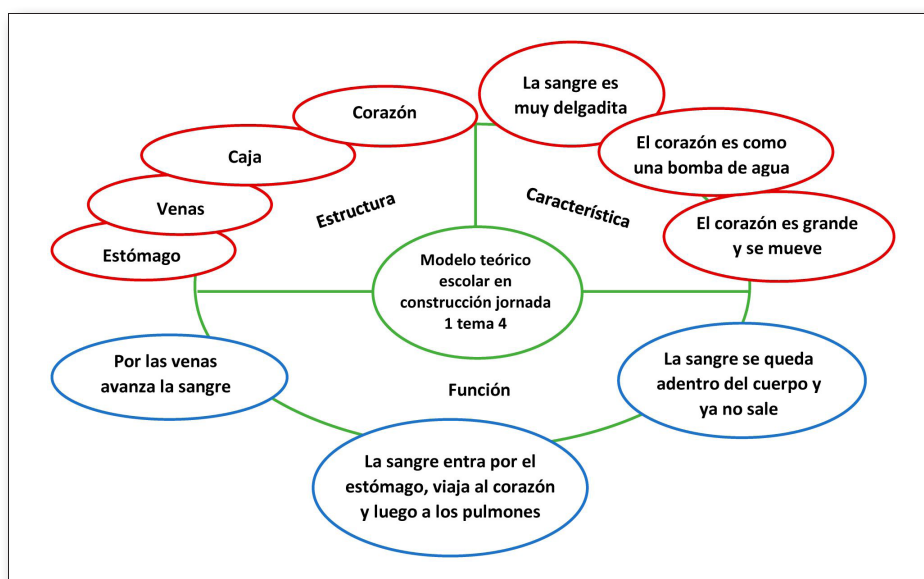 Corazón
Caja
Venas
Estómago
Estructura
La sangre es
muy delgadita
El corazón es como
una bomba de agua
El corazón es grande
y se mueve
Característica
Modelo teórico
escolar en
construcción jornada
1 tema 4
Por las venas
avanza la sangre
Función
La sangre entra por el
estómago, viaja al corazón
y luego a los pulmones
La sangre se queda
adentro del cuerpo y
ya no sale